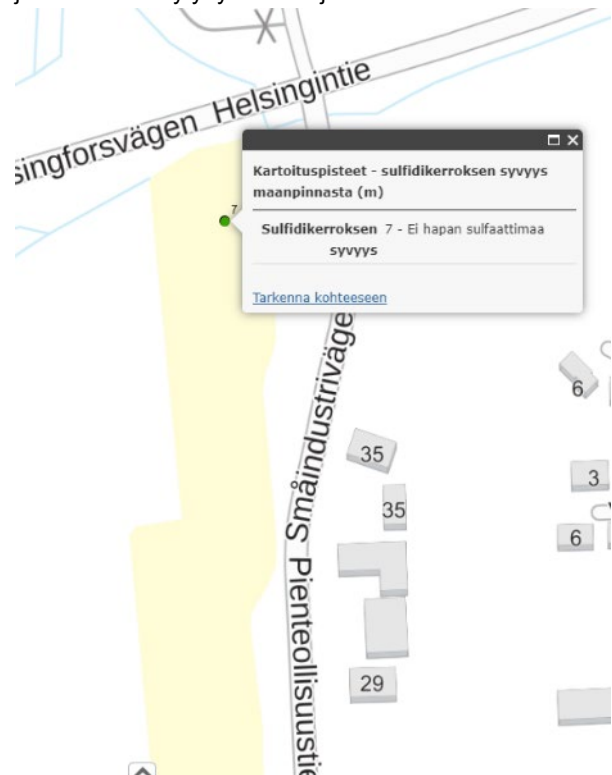 singforsvägen Helsingintie
Kartoituspisteet - sulfidikerroksen syvyys
maanpinnasta (m)
7
Sulfidikerroksen 7 - Ei hapan sulfaattimaa
syvyys
Tarkenna kohteeseen
Småindustriväge
Pienteollisuustie
6
35
3
35
6
29